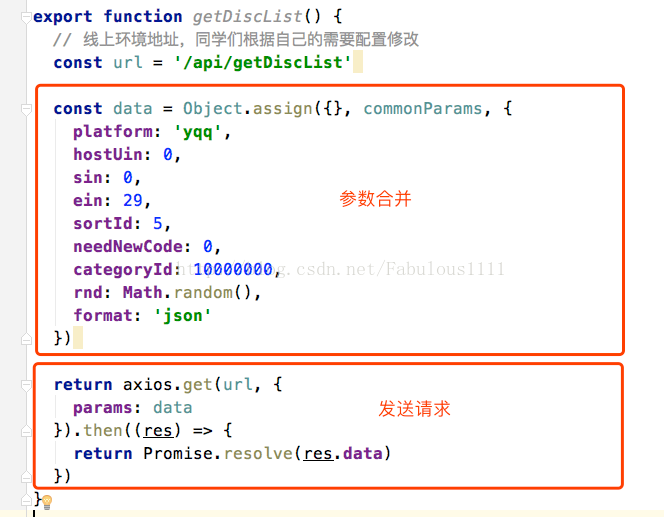 export function getDiscList() {
// 线上环境地址，同学们根据自己的需要配置修改
const url = '/api/getDiscList'
const data = Object.assign({}, commonParams, {
platform: 'yqq',
hostUin: 0,
sin: 0,
ein: 29,
参数合并
sortId: 5,
needNewCode: 0,
categoryId: 10000000,
g.csdn.net/Fabulous1111
rnd: Math.random(),
format: 'json'
})
return axios.get(url, {
params: data
发送请求
}).then((res) => {
return Promise.resolve(res.data)
})
}